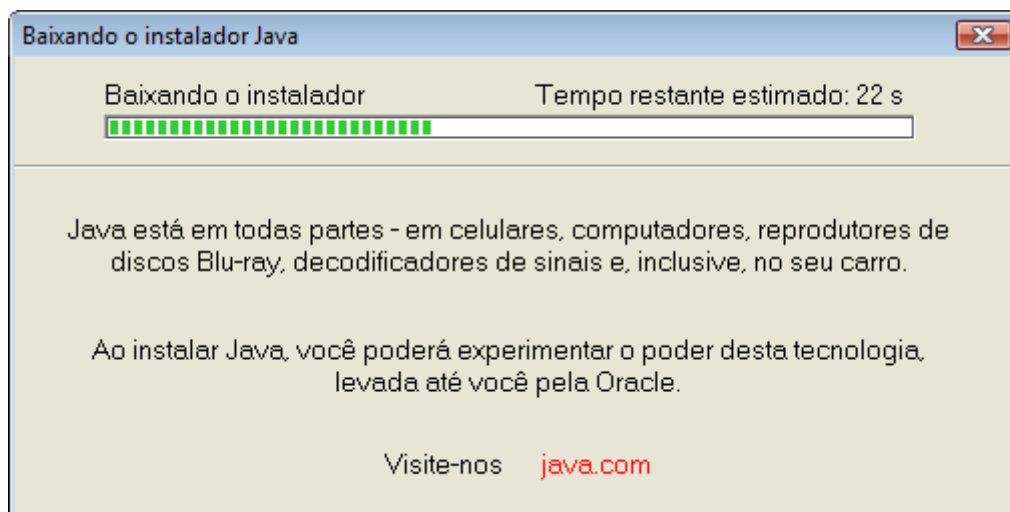 Baixando o instalador Java
Baixando o instalador Tempo restante estimado: 22 s
Java está em todas partes - em celulares, computadores, reprodutores de
discos Blu-ray, decodificadores de sinais e, inclusive, no seu carro.
Ao instalar Java, você poderá experimentar o poder desta tecnologia,
levada até você pela Oracle.
Visite-nos java.com